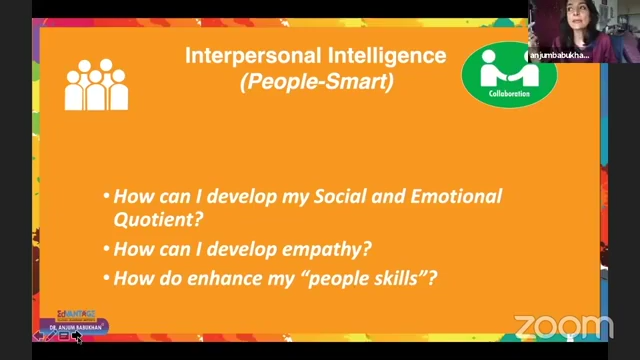 Interpersonal Intelligence
(People-Smart)
Collaboration
anjumbabukha...
• How can I develop my Social and Emotional
Quotient?
• How can I develop empathy?
• How do enhance my “people skills”?
EdVANTAGE
DR. ANJUM BABUKHAN
zoom